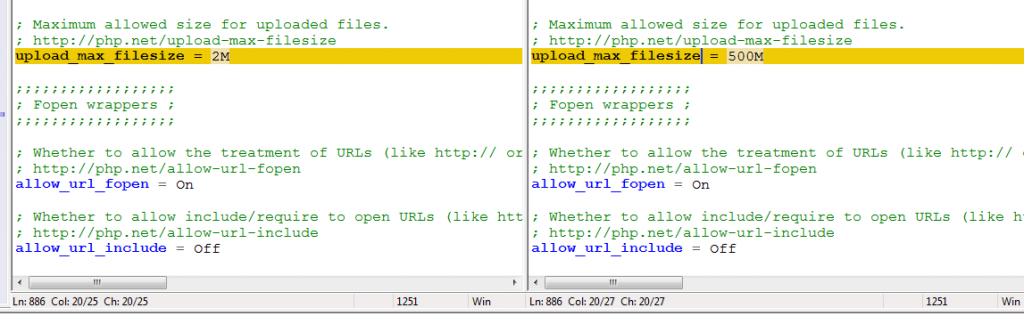 ; Maximum allowed size for uploaded files.
; http://php.net/upload-max-filesize
upload_max_filesize = 2M
;;;;;;;;;;;;;;;;;;
; Fopen wrappers ;
;;;;;;;;;;;;;;;;;;
; Whether to allow the treatment of URLs (like http:// or
; http://php.net/allow-url-fopen
allow_url_fopen = On
; Whether to allow include/require to open URLs (like htt
; http://php.net/allow-url-include
allow_url_include = Off
Ln: 886 Col: 20/25 Ch: 20/25 1251 Win
; Maximum allowed size for uploaded files.
; http://php.net/upload-max-filesize
upload_max_filesize = 500M
;;;;;;;;;;;;;;;;;;
; Fopen wrappers ;
;;;;;;;;;;;;;;;;;;
; Whether to allow the treatment of URLs (like http://
; http://php.net/allow-url-fopen
allow_url_fopen = On
; Whether to allow include/require to open URLs (like h
; http://php.net/allow-url-include
allow_url_include = Off
Ln: 886 Col: 20/27 Ch: 20/27 1251 Win